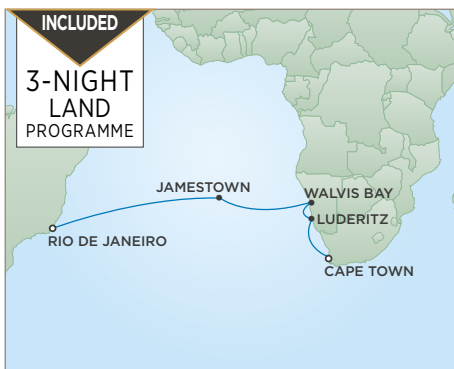 INCLUDED
3-NIGHT
LAND
PROGRAMME
JAMESTOWN
WALVIS BAY
LUDERITZ
RIO DE JANEIRO
CAPE TOWN